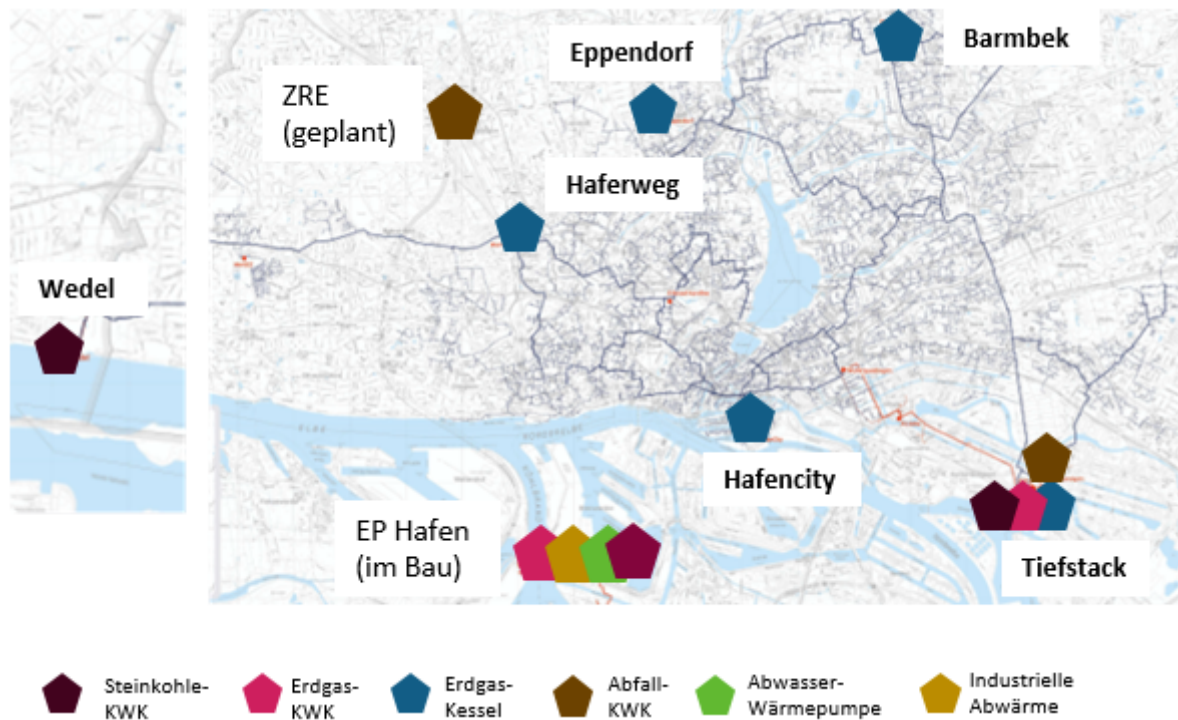 Eppendorf
Barmbek
ZRE
(geplant)
Haferweg
Wedel
Hafencity
EP Hafen
(im Bau)
Tiefstack
Steinkohle-
KWK
Erdgas-
KWK
Erdgas-
Kessel
Abfall-
KWK
Abwasser-
Wärmepumpe
Industrielle
Abwärme